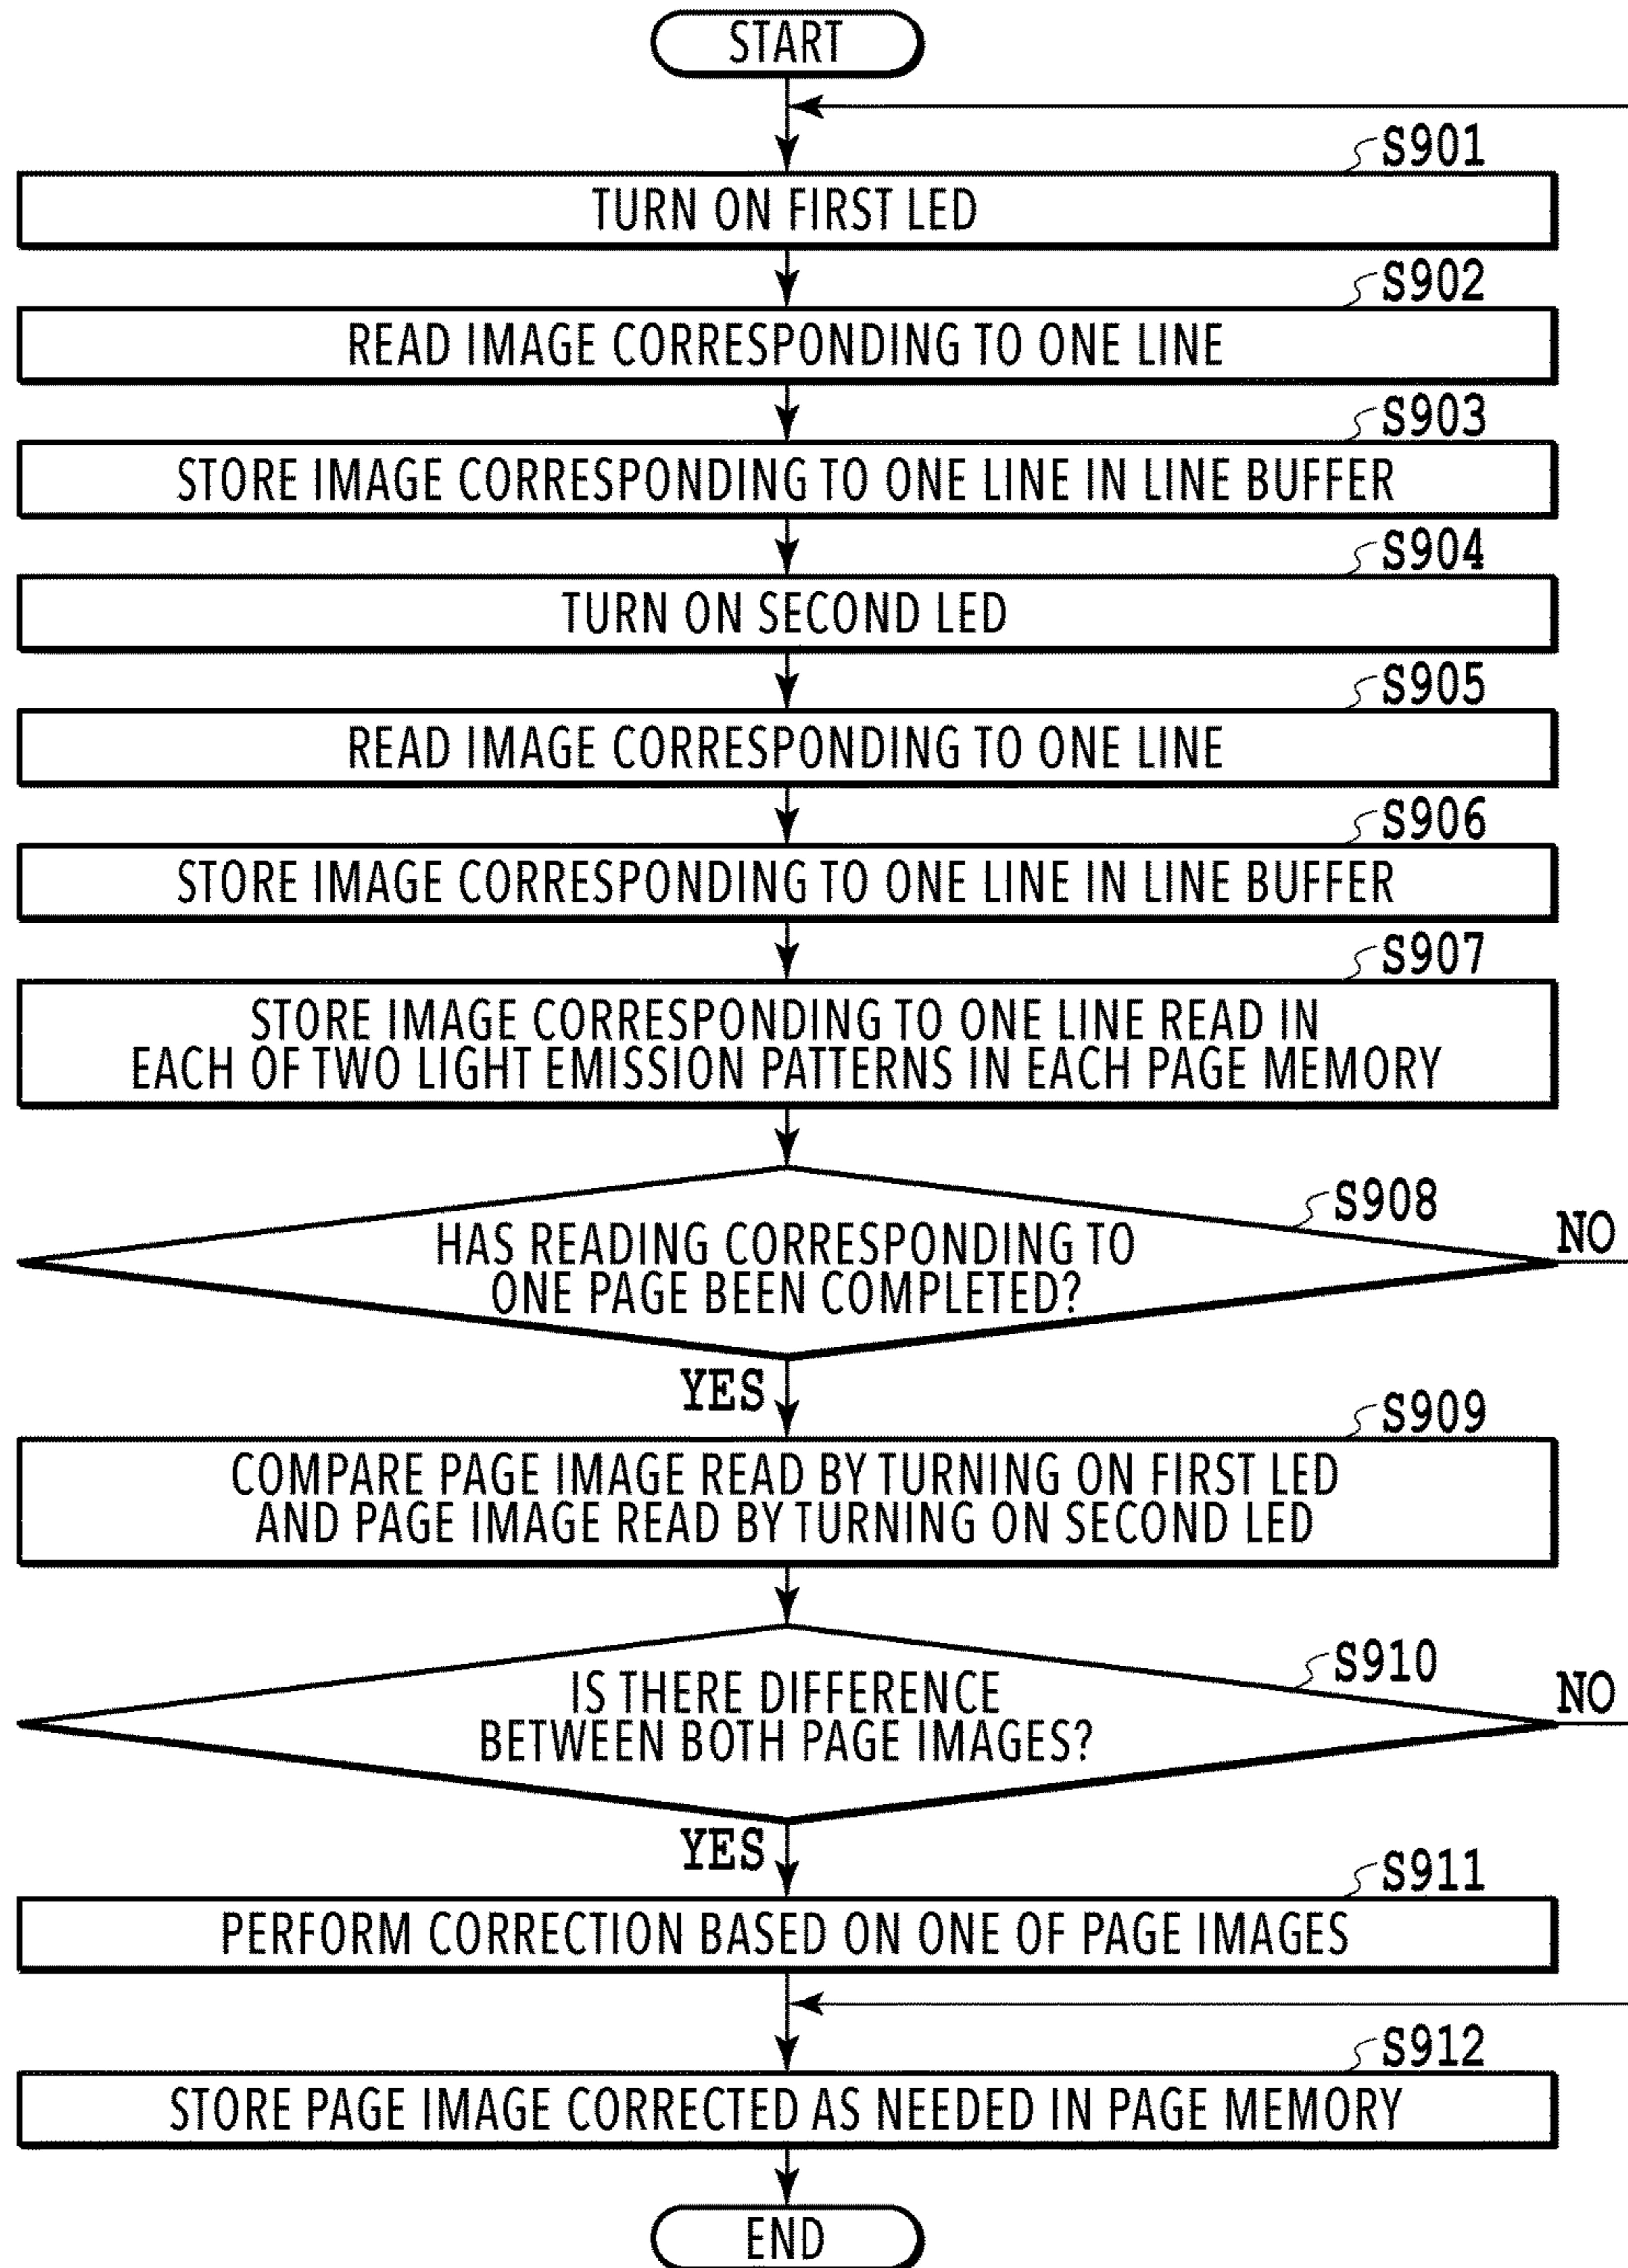 START
S901
TURN ON FIRST LED
S902
READ IMAGE CORRESPONDING TO ONE LINE
S903
STORE IMAGE CORRESPONDING TO ONE LINE IN LINE BUFFER
S904
TURN ON SECOND LED
S905
READ IMAGE CORRESPONDING TO ONE LINE
S906
STORE IMAGE CORRESPONDING TO ONE LINE IN LINE BUFFER
S907
STORE IMAGE CORRESPONDING TO ONE LINE READ IN
EACH OF TWO LIGHT EMISSION PATTERNS IN EACH PAGE MEMORY
S908
HAS READING CORRESPONDING TO
ONE PAGE BEEN COMPLETED?
NO
YES
S909
COMPARE PAGE IMAGE READ BY TURNING ON FIRST LED
AND PAGE IMAGE READ BY TURNING ON SECOND LED
S910
IS THERE DIFFERENCE
BETWEEN BOTH PAGE IMAGES?
NO
YES
S911
PERFORM CORRECTION BASED ON ONE OF PAGE IMAGES
S912
STORE PAGE IMAGE CORRECTED AS NEEDED IN PAGE MEMORY
END